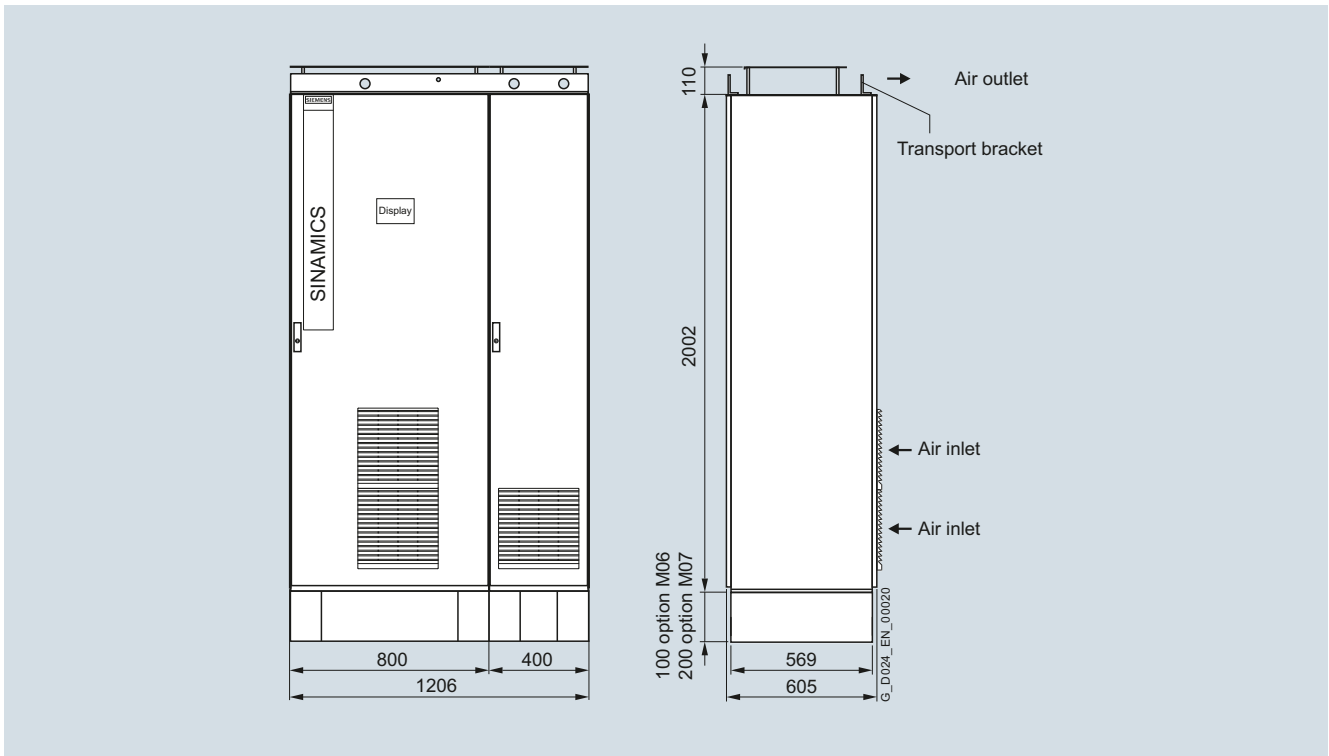 SIEMENS
SINAMICS
Display
800
400
1206
110
Air outlet
Transport bracket
2002
Air inlet
Air inlet
100 option M06
200 option M07
569
605
G_D024_EN_00020